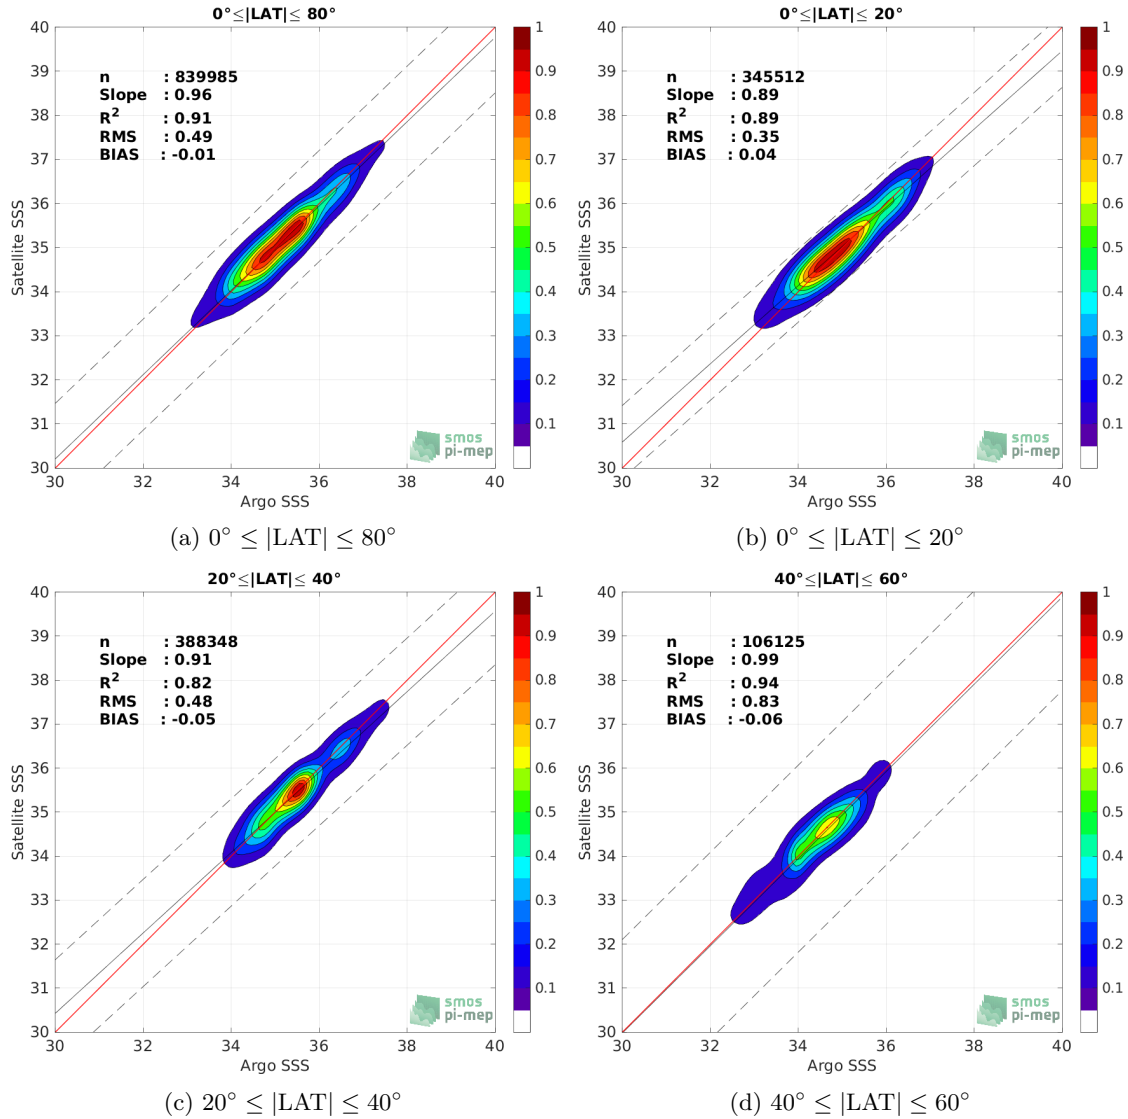 0°≤|LAT|≤ 80°
n : 839985
Slope : 0.96
R² : 0.91
RMS : 0.49
BIAS : -0.01
Satellite SSS
40
39
38
37
36
35
34
33
32
31
30
30 32 34 36 38 40
Argo SSS
1
0.9
0.8
0.7
0.6
0.5
0.4
0.3
0.2
0.1
smos
pi-mep
(a) 0° ≤ |LAT| ≤ 80°
0°≤|LAT|≤ 20°
n : 345512
Slope : 0.89
R² : 0.89
RMS : 0.35
BIAS : 0.04
Satellite SSS
40
39
38
37
36
35
34
33
32
31
30
30 32 34 36 38 40
Argo SSS
1
0.9
0.8
0.7
0.6
0.5
0.4
0.3
0.2
0.1
smos
pi-mep
(b) 0° ≤ |LAT| ≤ 20°
20°≤|LAT|≤ 40°
n : 388348
Slope : 0.91
R² : 0.82
RMS : 0.48
BIAS : -0.05
Satellite SSS
40
39
38
37
36
35
34
33
32
31
30
30 32 34 36 38 40
Argo SSS
1
0.9
0.8
0.7
0.6
0.5
0.4
0.3
0.2
0.1
smos
pi-mep
(c) 20° ≤ |LAT| ≤ 40°
40°≤|LAT|≤ 60°
n : 106125
Slope : 0.99
R² : 0.94
RMS : 0.83
BIAS : -0.06
Satellite SSS
40
39
38
37
36
35
34
33
32
31
30
30 32 34 36 38 40
Argo SSS
1
0.9
0.8
0.7
0.6
0.5
0.4
0.3
0.2
0.1
smos
pi-mep
(d) 40° ≤ |LAT| ≤ 60°